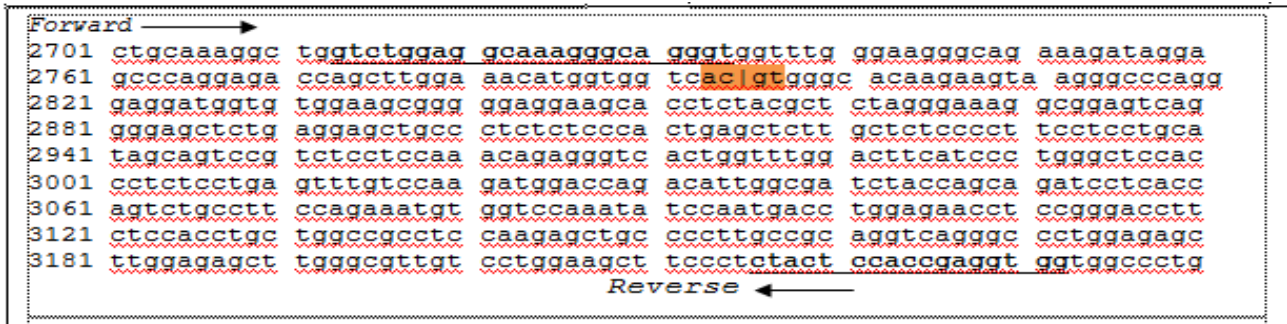 Forward
2701 ctgcaaaggc tggtctggag gcaaagggca gggtggtttg ggaagggcag aaagatagga
2761 gcccaggaga ccagcttgga aacatggtgg tcac|gtgggc acaagaagta agggcccagg
2821 gaggatggtg tggaagcggg ggaggaagca cctctacgct ctagggaaag gcggagtcag
2881 gggagctctg aggagctgcc ctctctccca ctgagctctt gctctcccct tcctcctgca
2941 tagcagtccg tctcctccaa acagagggtc actggtttgg acttcatccc tgggctccac
3001 cctctcctga gtttgtccaa gatggaccag acattggcga tctaccagca gatcctcacc
3061 agtctgcctt ccagaaatgt ggtccaaata tccaatgacc tggagaacct ccgggacctt
3121 ctccacctgc tggccgcctc caagagctgc cccttgccgc aggtcagggc cctggagagc
3181 ttggagagct tgggcgttgt cctggaagct tccctctact ccaccgaggt ggtggccctg
Reverse